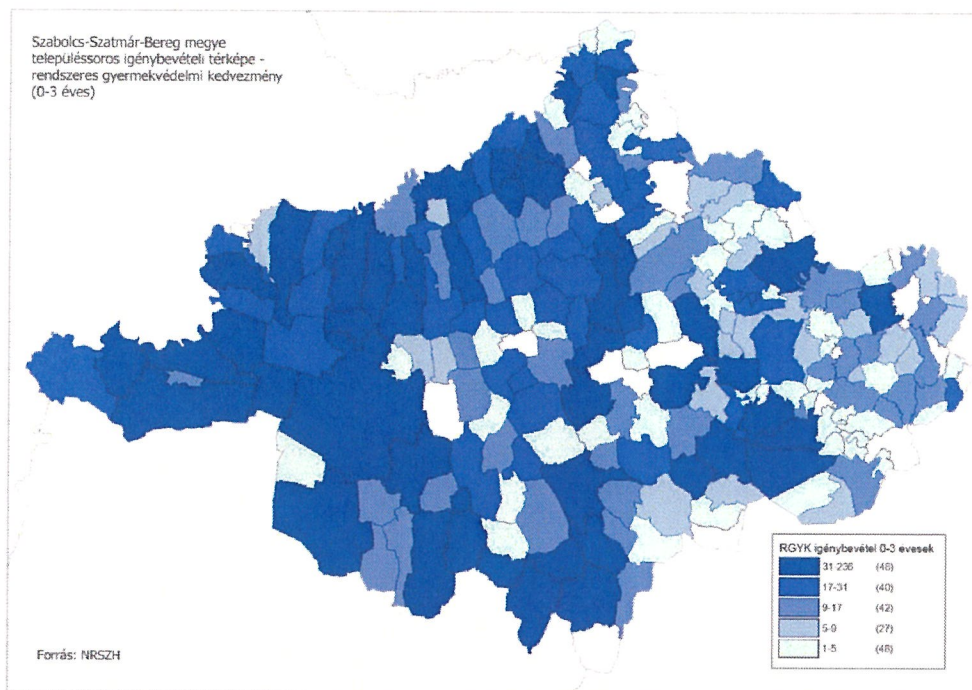 Szabolcs-Szatmár-Bereg megye
településsoros igénybevételi térképe -
rendszeres gyermekvédelmi kedvezmény
(0-3 éves)
RGYK igénybevétel 0-3 évesek
31-236 (46)
17-31 (40)
9-17 (42)
5-9 (27)
1-5 (48)
Forrás: NRSZH